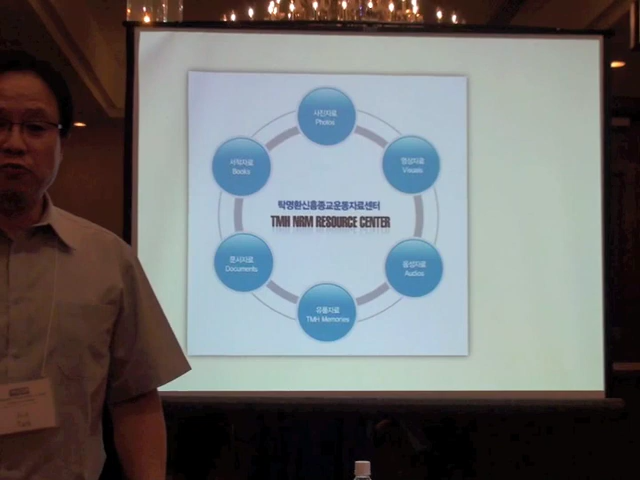 사진자료
Photos
영상자료
Visuals
음성자료
Audios
유품자료
TMH Memories
문서자료
Documents
서적자료
Books
탁명환신흥종교운동자료센터
TMH NRM RESOURCE CENTER